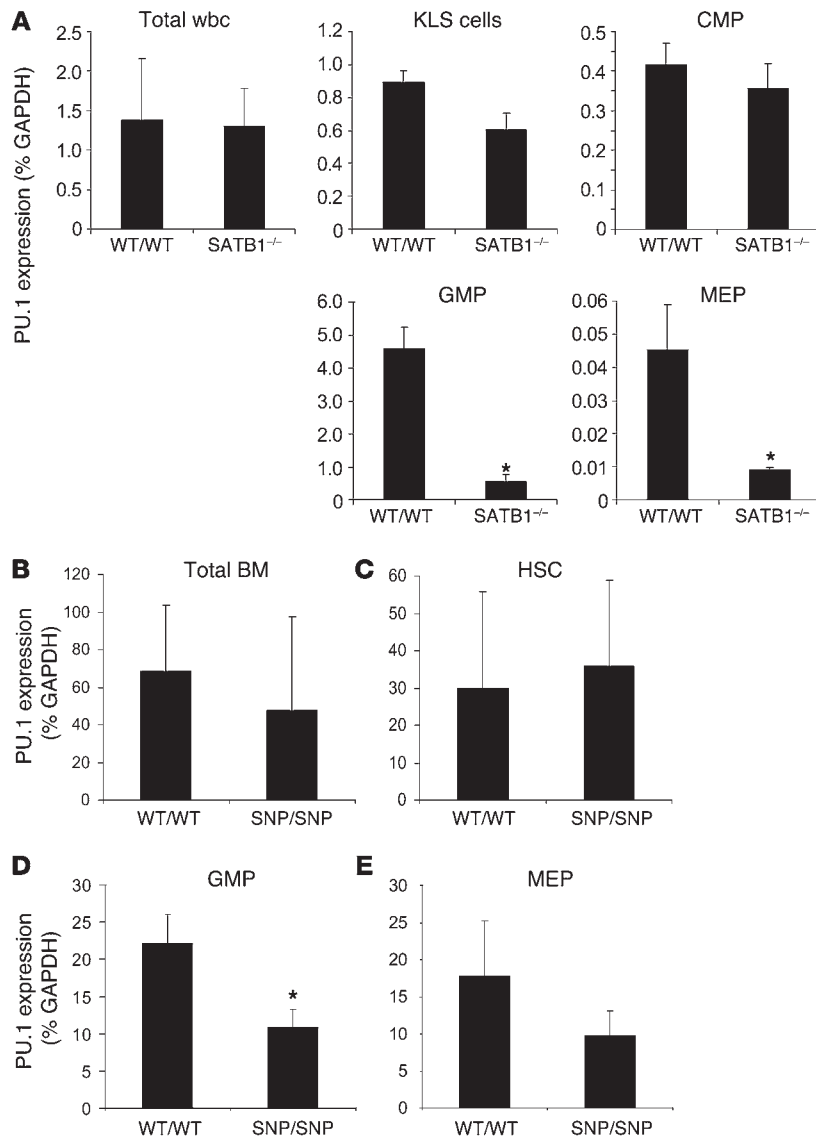 A
Total wbc
KLS cells
CMP
PU.1 expression (% GAPDH)
2.5
2.0
1.5
1.0
1.5
0
WT/WT SATB1–/–
1.2
1.0
0.8
0.6
0.4
0.2
0
WT/WT SATB1–/–
0.5
0.4
0.3
0.2
0.1
0
WT/WT SATB1–/–
GMP
6.0
5.0
4.0
3.0
2.0
1.0
0
*
WT/WT SATB1–/–
MEP
0.06
0.05
0.04
0.03
0.02
0.010
0
*
WT/WT SATB1–/–
B
Total BM
PU.1 expression
(% GAPDH)
120
100
80
60
40
20
0
WT/WT SNP/SNP
C
HSC
60
50
40
30
20
10
0
WT/WT SNP/SNP
D
GMP
PU.1 expression
(% GAPDH)
30
25
20
15
10
5
0
*
WT/WT SNP/SNP
E
MEP
30
25
20
15
10
5
0
WT/WT SNP/SNP